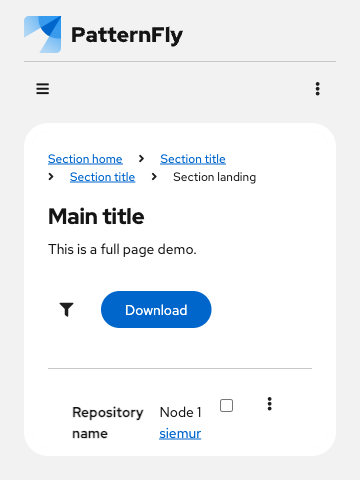 PatternFly
Section home > Section title
> Section title > Section landing
Main title
This is a full page demo.
Download
Repository name Node 1
siemur